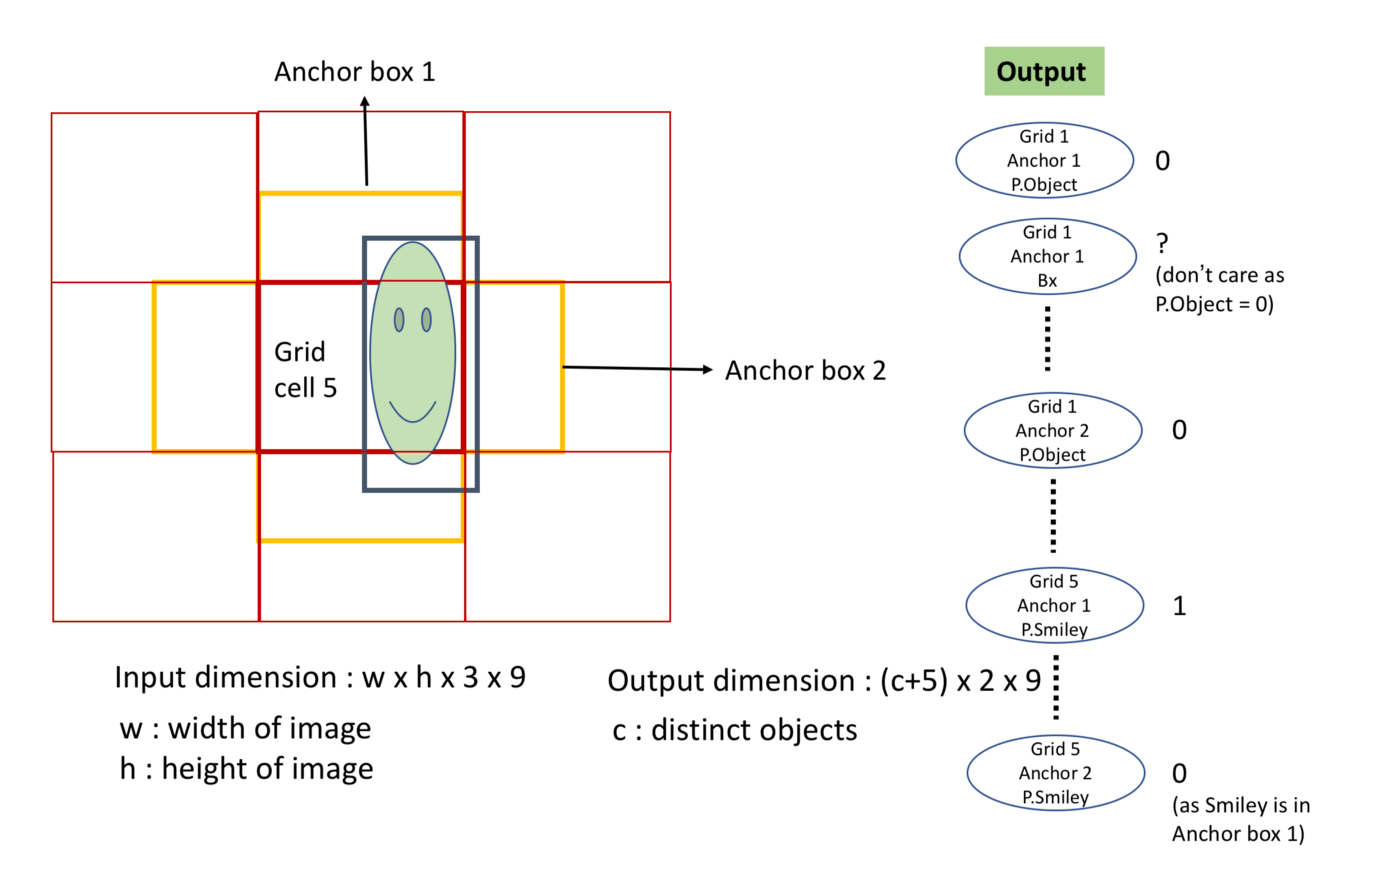 Anchor box 1
Grid
cell 5
Anchor box 2
Input dimension : w x h x 3 x 9
w : width of image
h : height of image
Output dimension : (c+5) x 2 x 9
c : distinct objects
Output
Grid 1
Anchor 1
P.Object
0
Grid 1
Anchor 1
Bx
?
(don't care as
P.Object = 0)
Grid 1
Anchor 2
P.Object
0
Grid 5
Anchor 1
P.Smiley
1
Grid 5
Anchor 2
P.Smiley
0
(as Smiley is in
Anchor box 1)